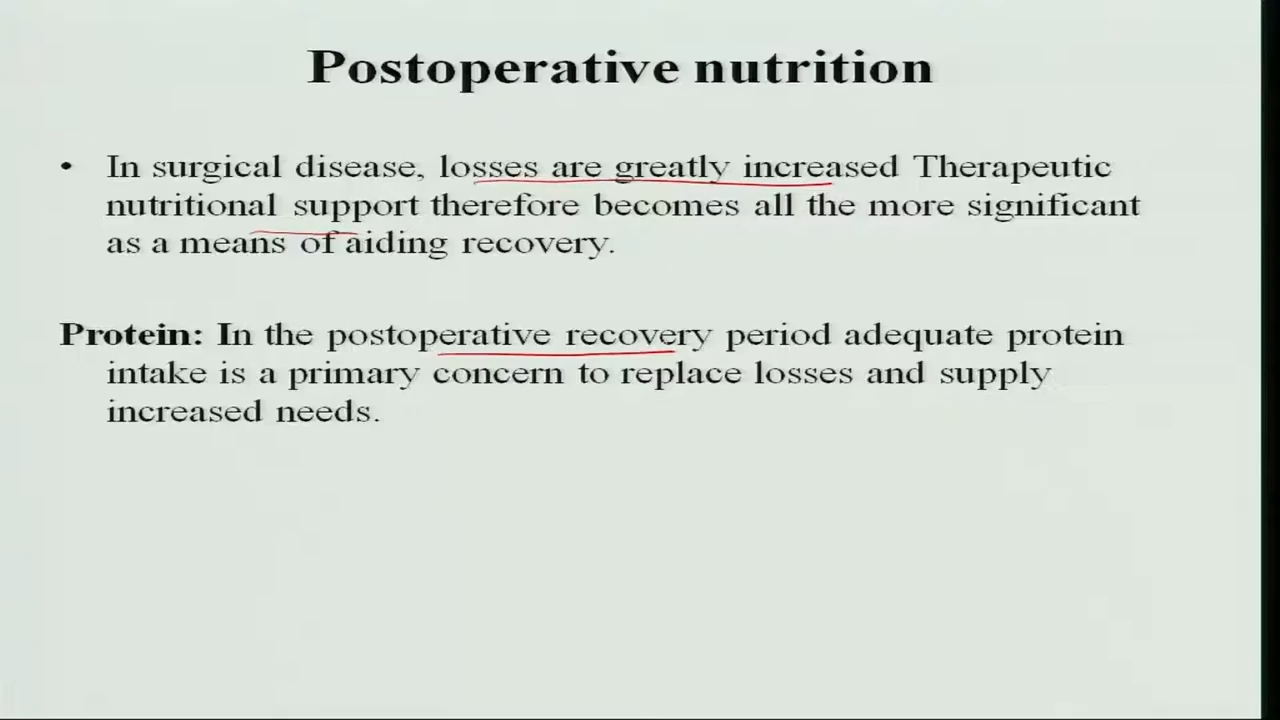 Postoperative nutrition
• In surgical disease, losses are greatly increased Therapeutic
nutritional support therefore becomes all the more significant
as a means of aiding recovery.
Protein: In the postoperative recovery period adequate protein
intake is a primary concern to replace losses and supply
increased needs.